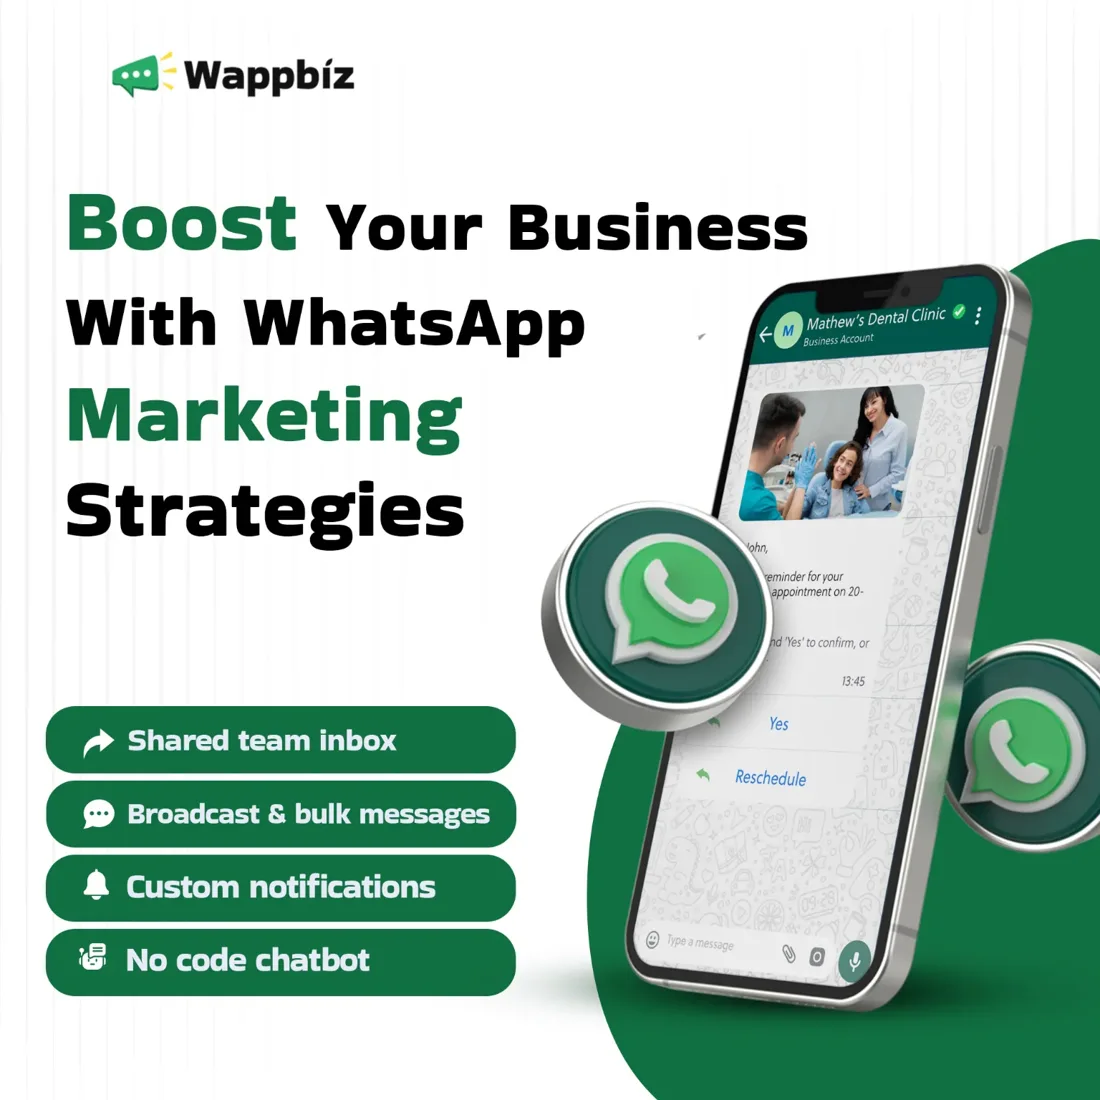 Wappbíz
Boost Your Business
With WhatsApp
Marketing
Strategies
Shared team inbox
Broadcast & bulk messages
Custom notifications
No code chatbot
M
Mathew's Dental Clinic
Business Account
John,
reminder for your
appointment on 20-
'Yes' to confirm, or
13:45
Yes
Reschedule
Type a message